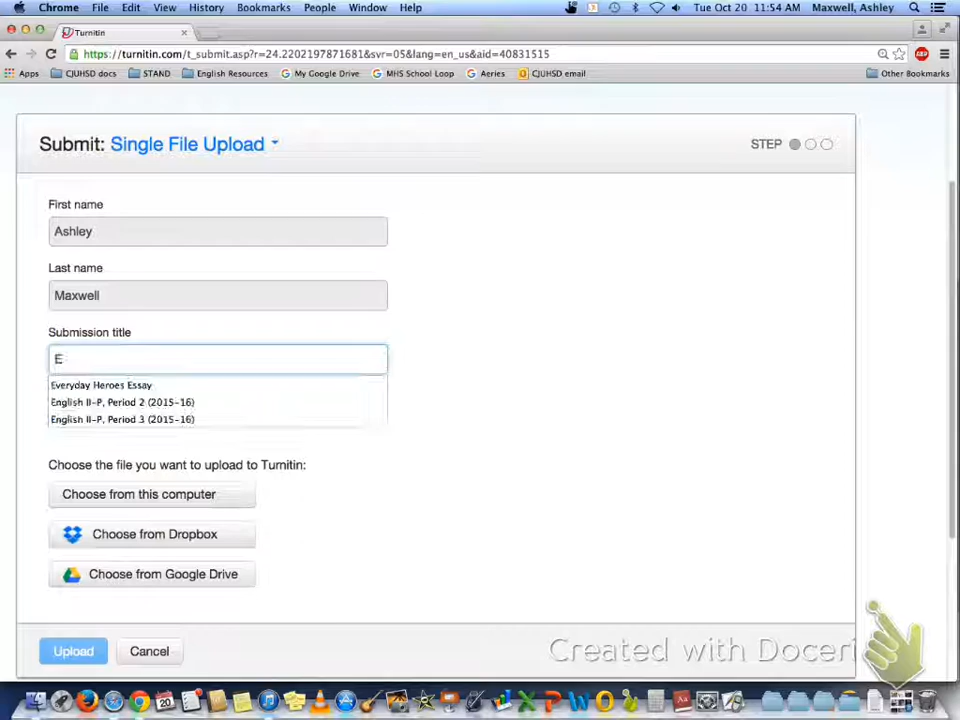 Chrome File Edit View History Bookmarks People Window Help Tue Oct 20 11:54 AM Maxwell, Ashley
Turnitin
https://turnitin.com/t_submit.asp?r=24.2202197871681&svr=05&lang=en_us&aid=40831515
Apps CJUHSD docs STAND English Resources My Google Drive MHS School Loop Aeries CJUHSD email Other Bookmarks
Submit: Single File Upload
STEP
First name
Ashley
Last name
Maxwell
Submission title
E
Everyday Heroes Essay
English II-P, Period 2 (2015-16)
English II-P, Period 3 (2015-16)
Choose the file you want to upload to Turnitin:
Choose from this computer
Choose from Dropbox
Choose from Google Drive
Upload Cancel
Created with Doceri